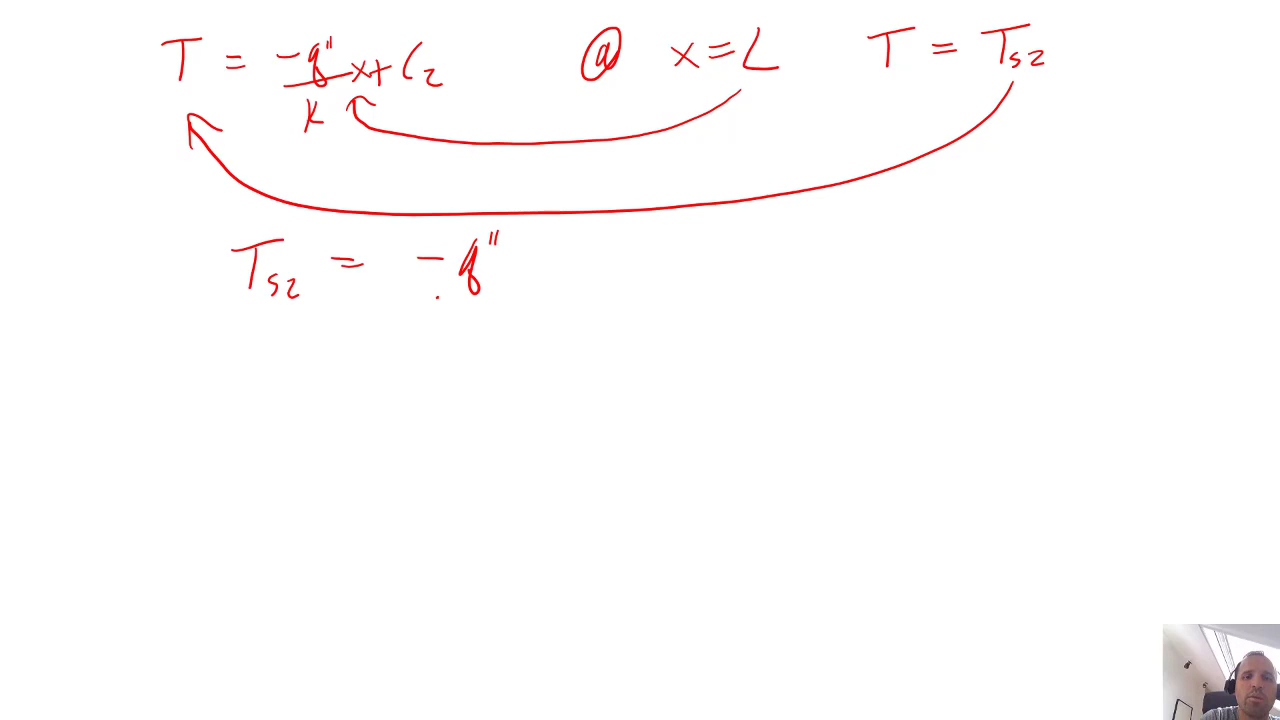 T = -q"/k x + C₂ @ x = L T = Ts2
Ts2 = -q"